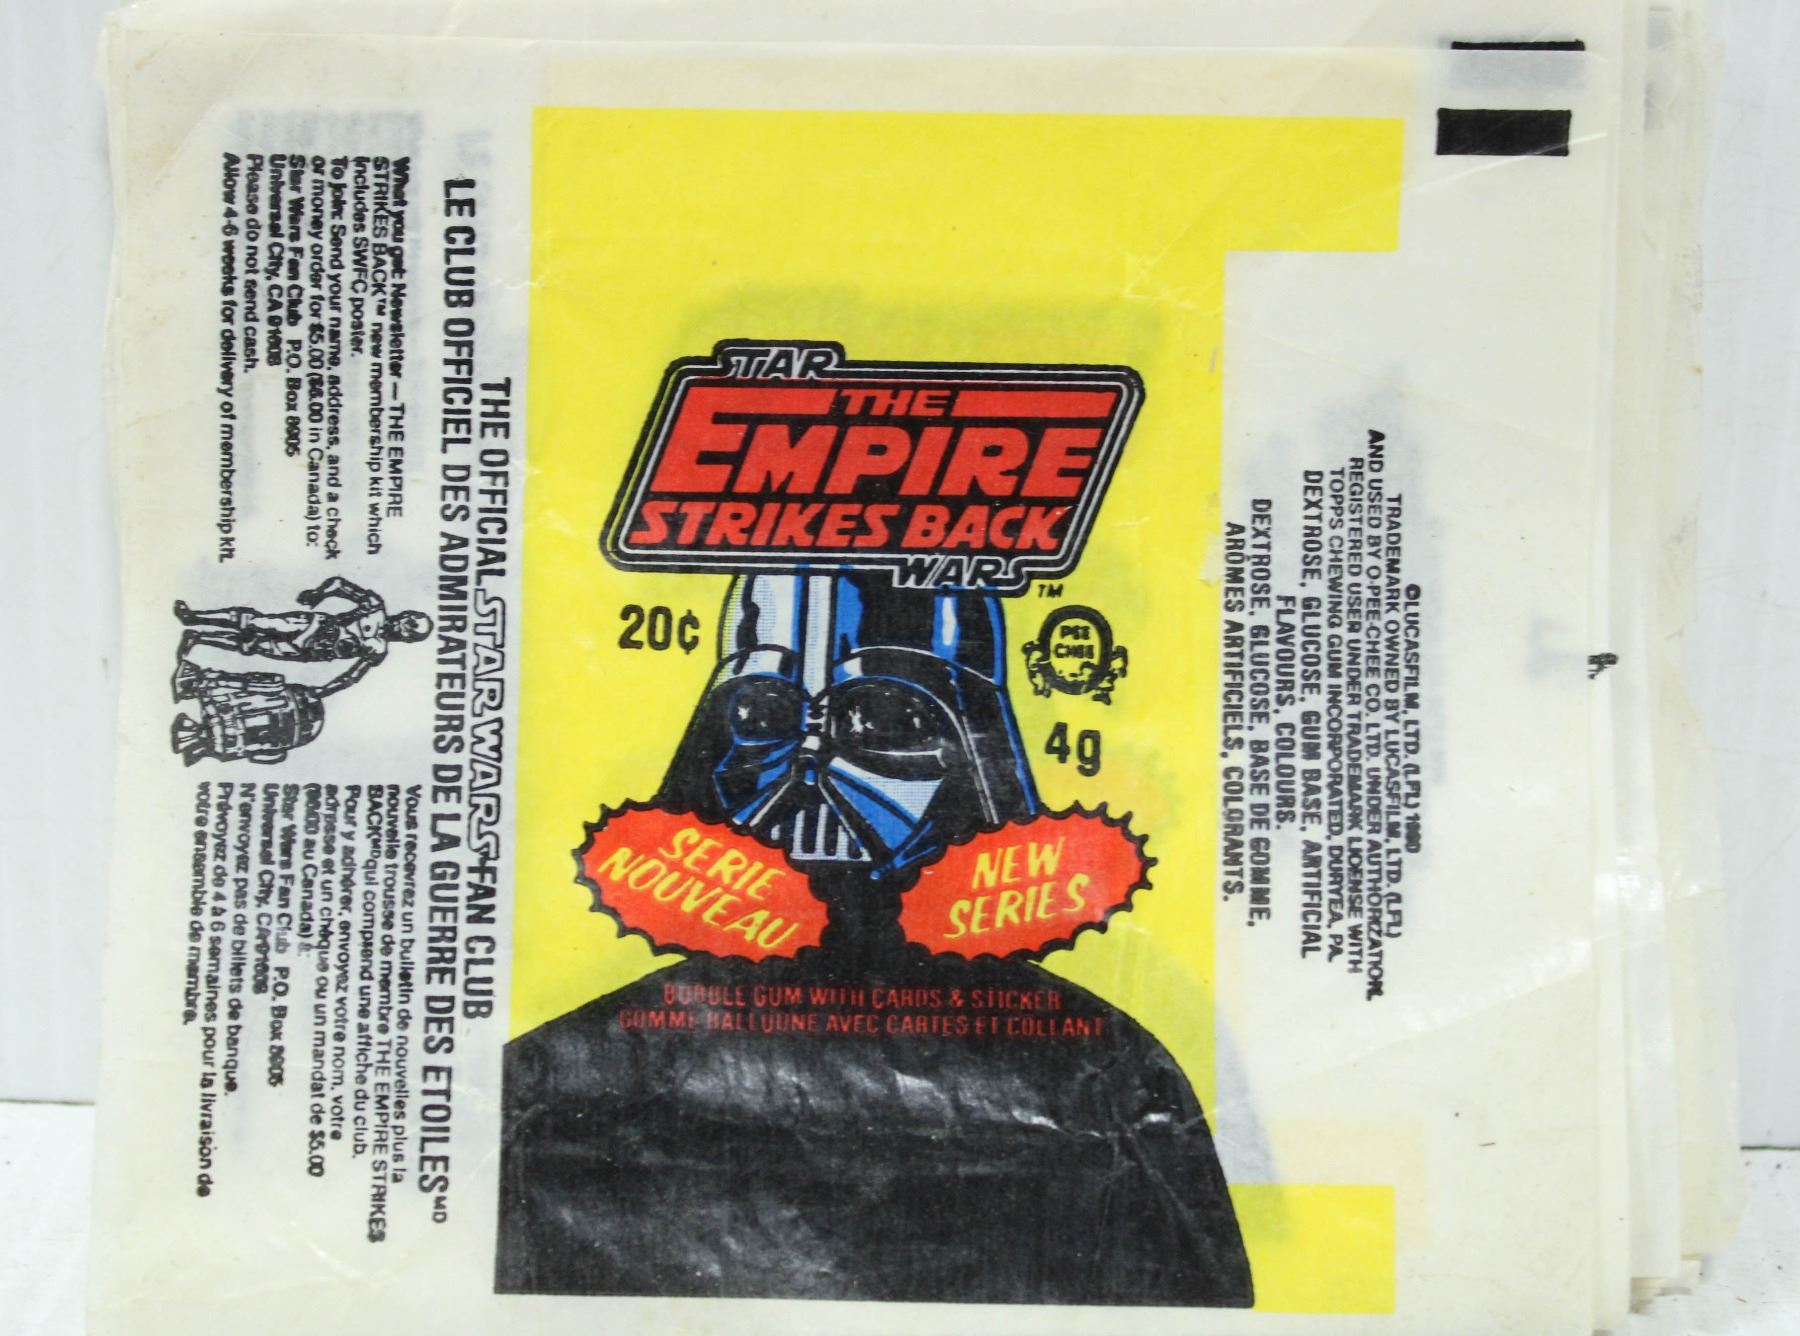 THE OFFICIAL STAR WARS FAN CLUB
LE CLUB OFFICIEL DES ADMIRATEURS DE LA GUERRE DES ETOILES MD
What you get: Newsletter — THE EMPIRE
STRIKES BACK™ new membership kit which
includes SWFC poster.
To join: Send your name, address, and a check
or money order for $5.00 ($6.00 in Canada) to:
Star Wars Fan Club P.O. Box 8905
Universal City, CA 91608
Please do not send cash.
Allow 4-6 weeks for delivery of membership kit.
Vous recevrez un bulletin de nouvelles plus la
nouvelle trousse de membre THE EMPIRE STRIKES
BACK MD qui comprend une affiche du club.
Pour y adhérer, envoyez votre nom, votre
adresse et un chèque ou un mandat de $5.00
($6.00 au Canada) à:
Star Wars Fan Club P.O. Box 8905
Universal City, CA 91608
N'envoyez pas de billets de banque.
Prévoyez de 4 à 6 semaines pour la livraison de
votre ensemble de membre.
STAR
THE
EMPIRE
STRIKES BACK
WARS
TM
20¢
PEE
CHEE
4g
SERIE
NOUVEAU
NEW
SERIES
BUBBLE GUM WITH CARDS & STICKER
GOMME BALLOUNE AVEC CARTES ET COLLANT
©LUCASFILM, LTD. (LFL) 1980
TRADEMARK OWNED BY LUCASFILM, LTD. (LFL)
AND USED BY O-PEE-CHEE CO. LTD. UNDER AUTHORIZATION.
REGISTERED USER UNDER TRADEMARK LICENSE WITH
TOPPS CHEWING GUM INCORPORATED, DURYEA, PA.
DEXTROSE, GLUCOSE, GUM BASE, ARTIFICIAL
FLAVOURS, COLOURS.
DEXTROSE, GLUCOSE, BASE DE GOMME,
ARÔMES ARTIFICIELS, COLORANTS.